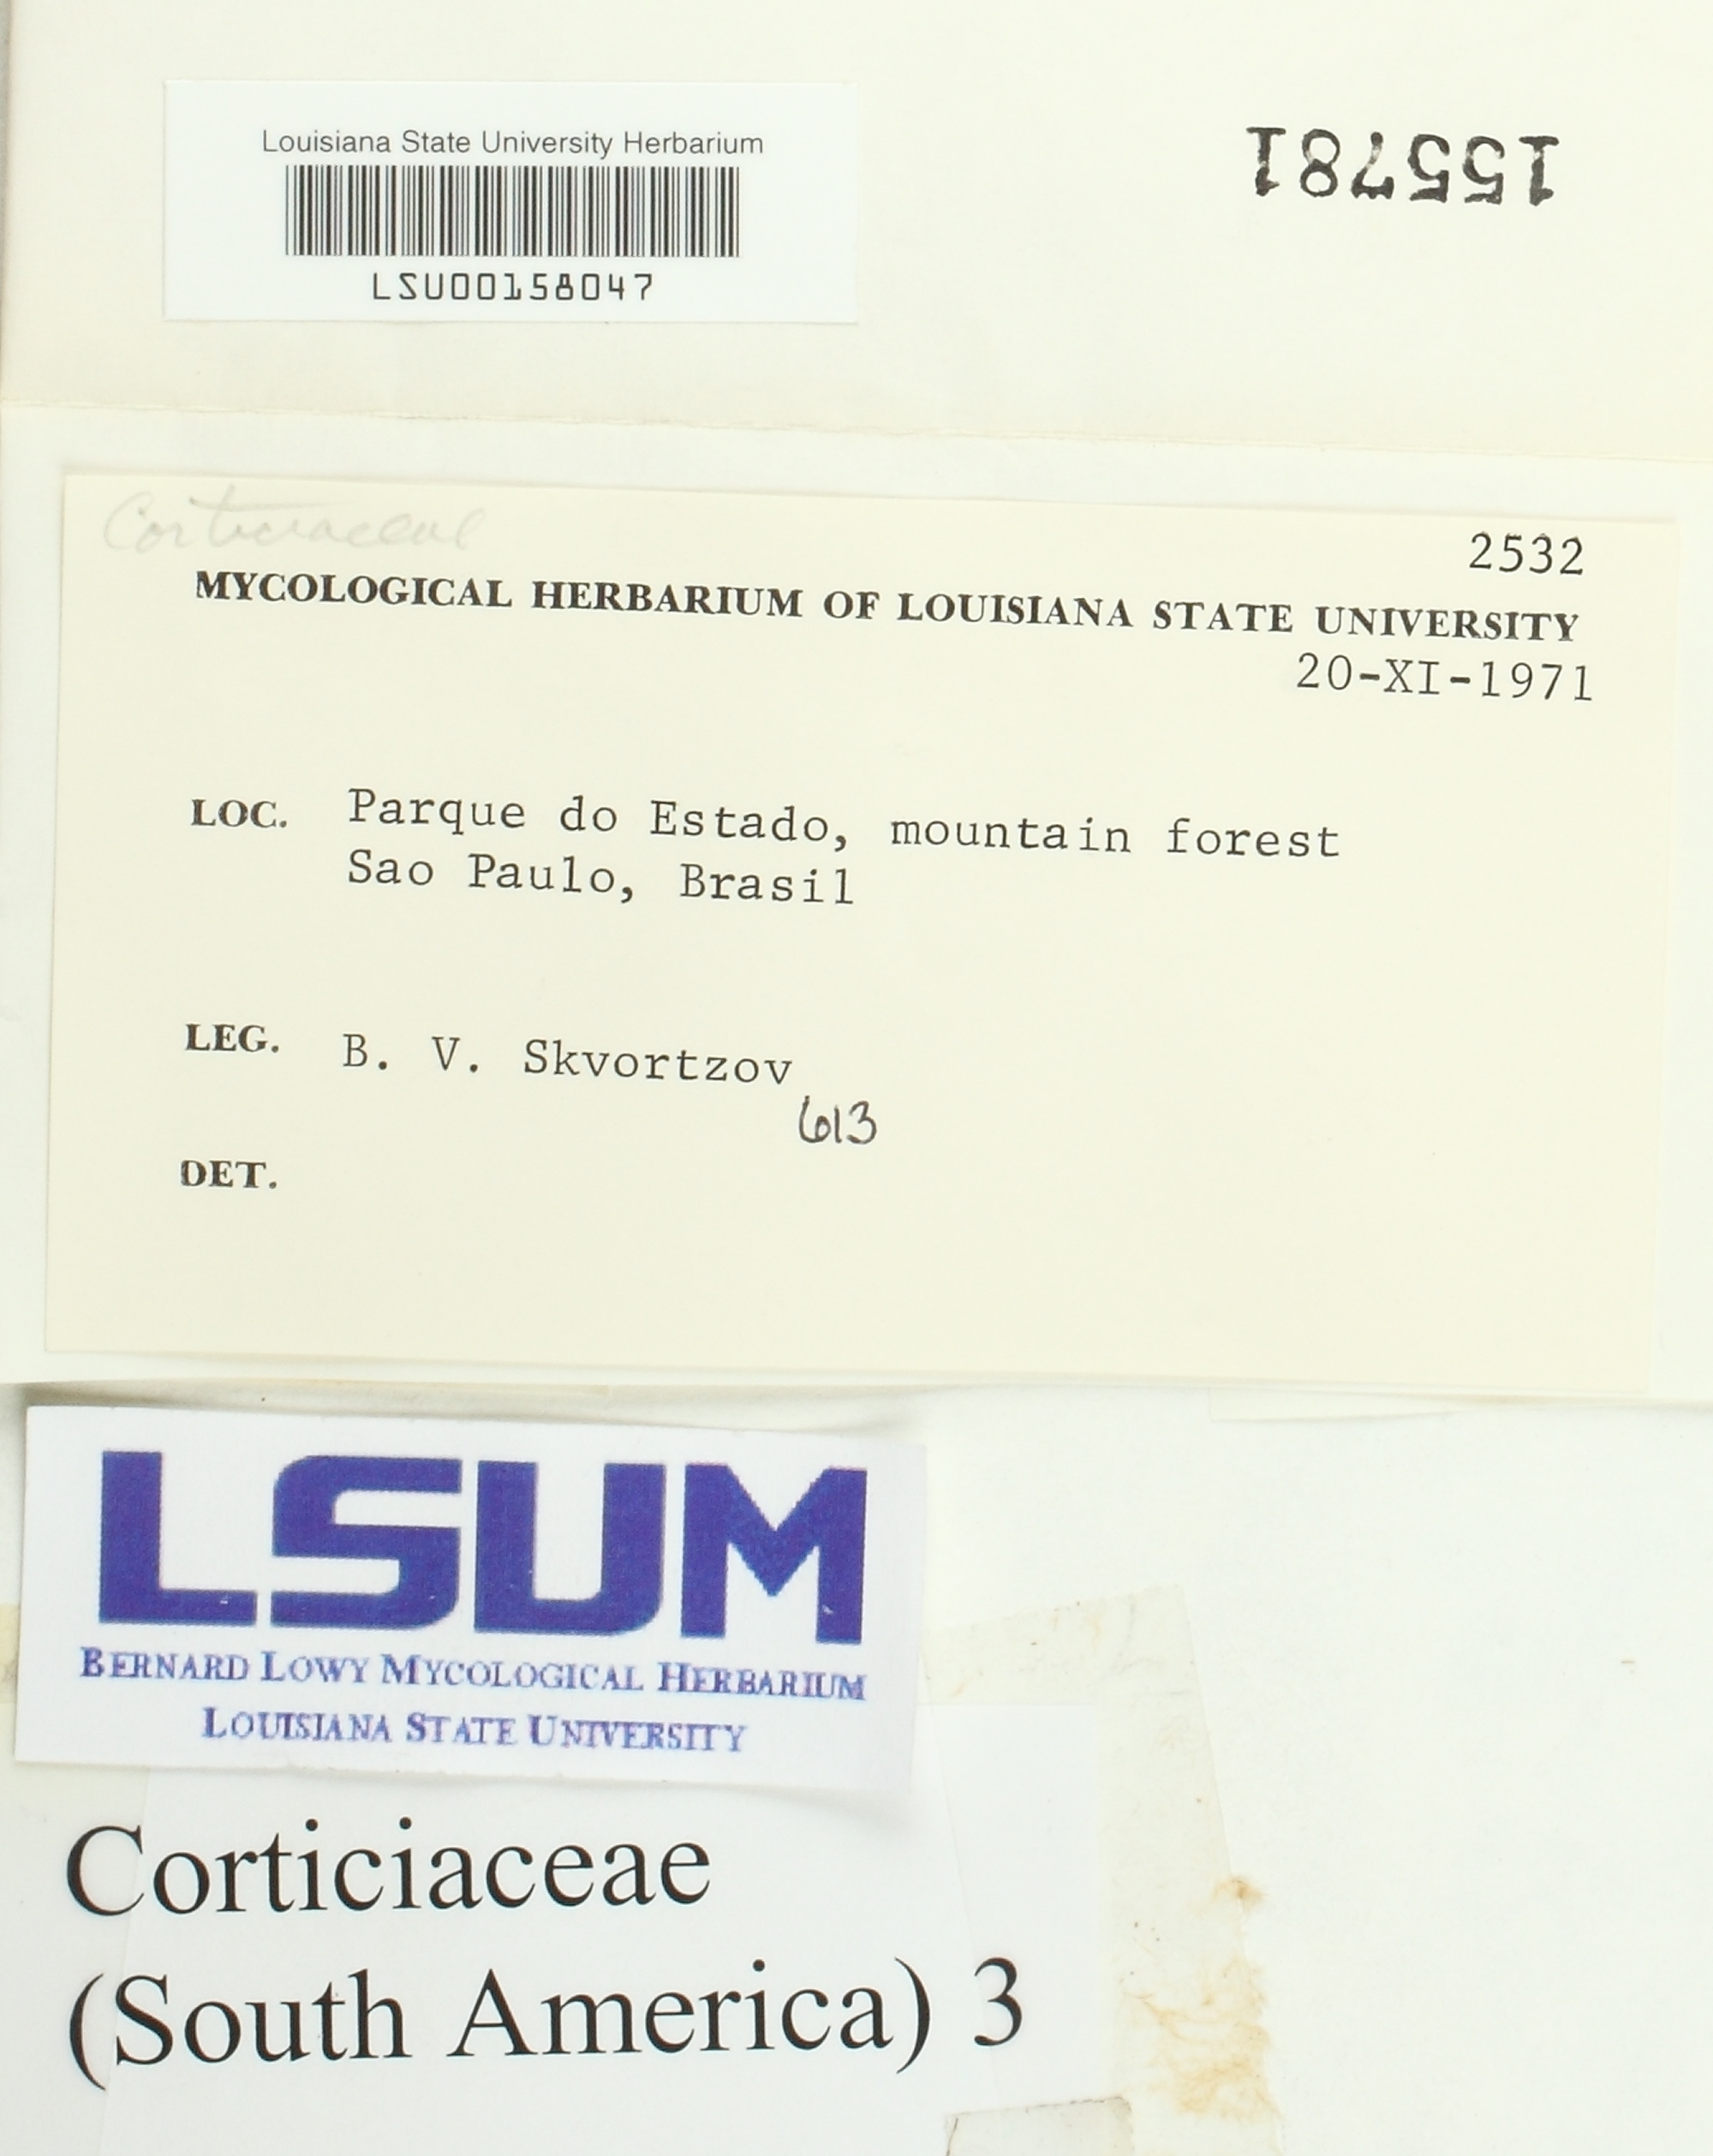 Louisiana State University Herbarium
LSU00158047
155781
Corticiaceae
2532
MYCOLOGICAL HERBARIUM OF LOUISIANA STATE UNIVERSITY
20-XI-1971
LOC. Parque do Estado, mountain forest
Sao Paulo, Brasil
LEG. B. V. Skvortzov
613
DET.
LSUM
BERNARD LOWY MYCOLOGICAL HERBARIUM
LOUISIANA STATE UNIVERSITY
Corticiaceae
(South America) 3